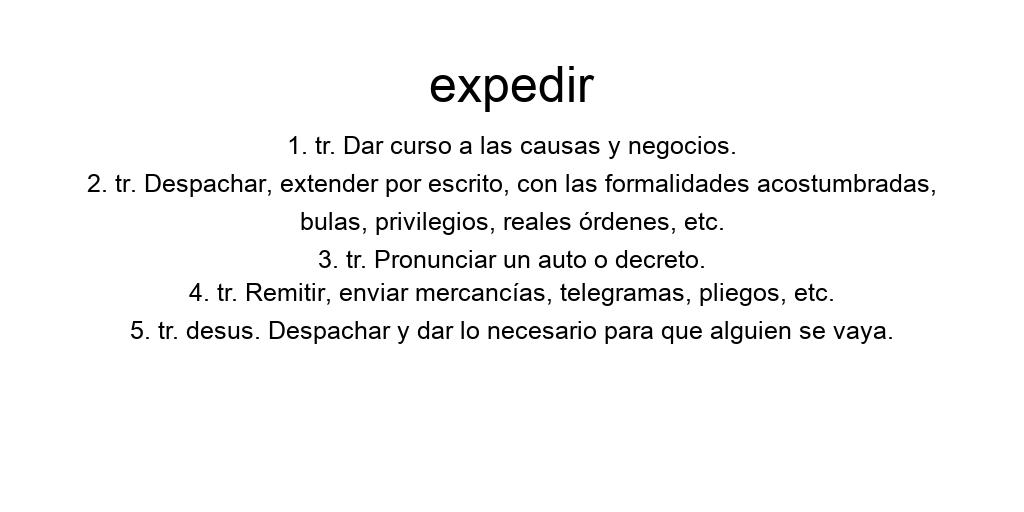 expedir
1. tr. Dar curso a las causas y negocios.
2. tr. Despachar, extender por escrito, con las formalidades acostumbradas,
bulas, privilegios, reales órdenes, etc.
3. tr. Pronunciar un auto o decreto.
4. tr. Remitir, enviar mercancías, telegramas, pliegos, etc.
5. tr. desus. Despachar y dar lo necesario para que alguien se vaya.